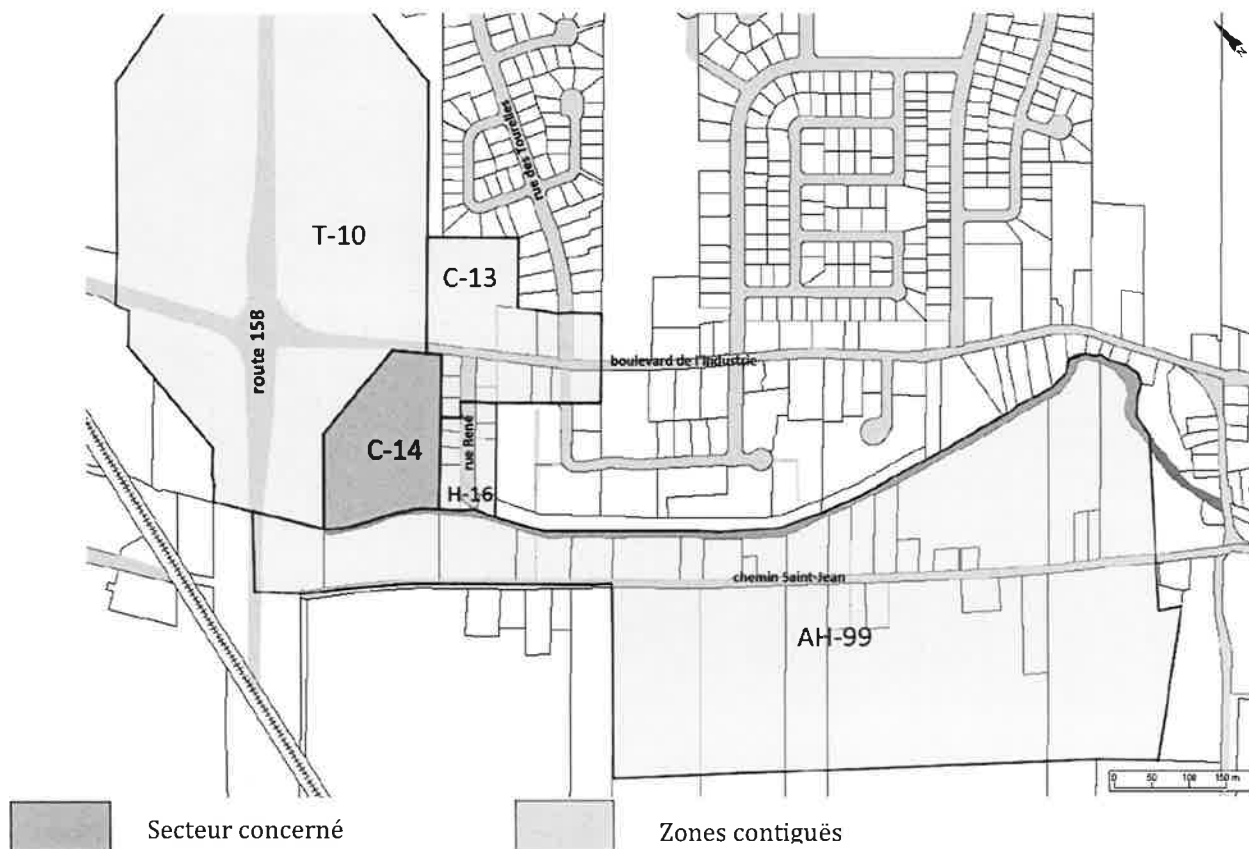 N
rue des Tourelles
T-10
C-13
route 158
boulevard de l'Industrie
C-14
rue René
H-16
chemin Saint-Jean
AH-99
0 50 100 150 m
Secteur concerné
Zones contiguës